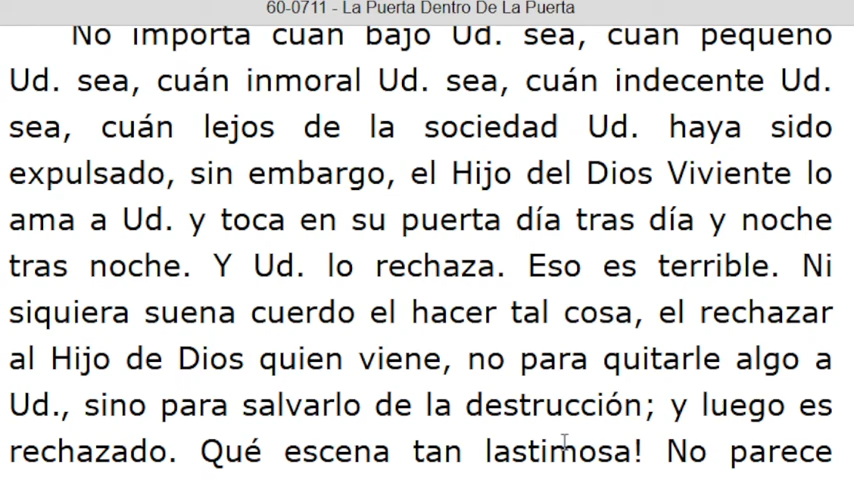 60-0711 - La Puerta Dentro De La Puerta
No importa cuán bajo Ud. sea, cuán pequeño
Ud. sea, cuán inmoral Ud. sea, cuán indecente Ud.
sea, cuán lejos de la sociedad Ud. haya sido
expulsado, sin embargo, el Hijo del Dios Viviente lo
ama a Ud. y toca en su puerta día tras día y noche
tras noche. Y Ud. lo rechaza. Eso es terrible. Ni
siquiera suena cuerdo el hacer tal cosa, el rechazar
al Hijo de Dios quien viene, no para quitarle algo a
Ud., sino para salvarlo de la destrucción; y luego es
rechazado. Qué escena tan lastimosa! No parece